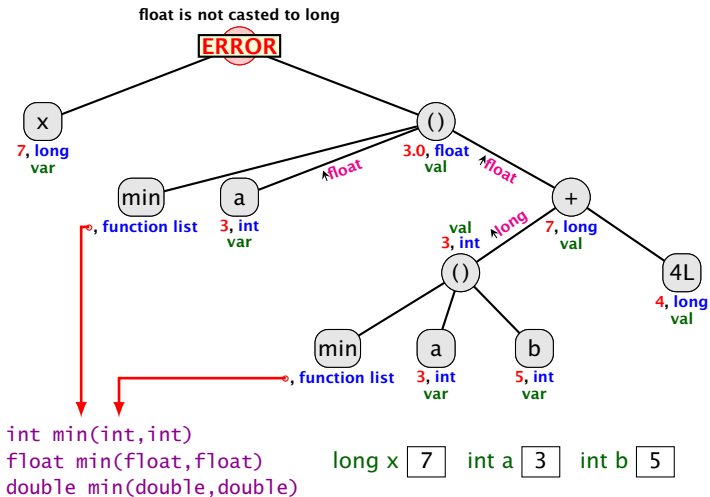 float is not casted to long
ERROR
x
7, long
var
()
3.0, float
val
float
float
min
, function list
a
3, int
var
+
7, long
val
long
val
3, int
()
4L
4, long
val
min
, function list
a
3, int
var
b
5, int
var
int min(int,int)
float min(float,float)
double min(double,double)
long x 7 int a 3 int b 5